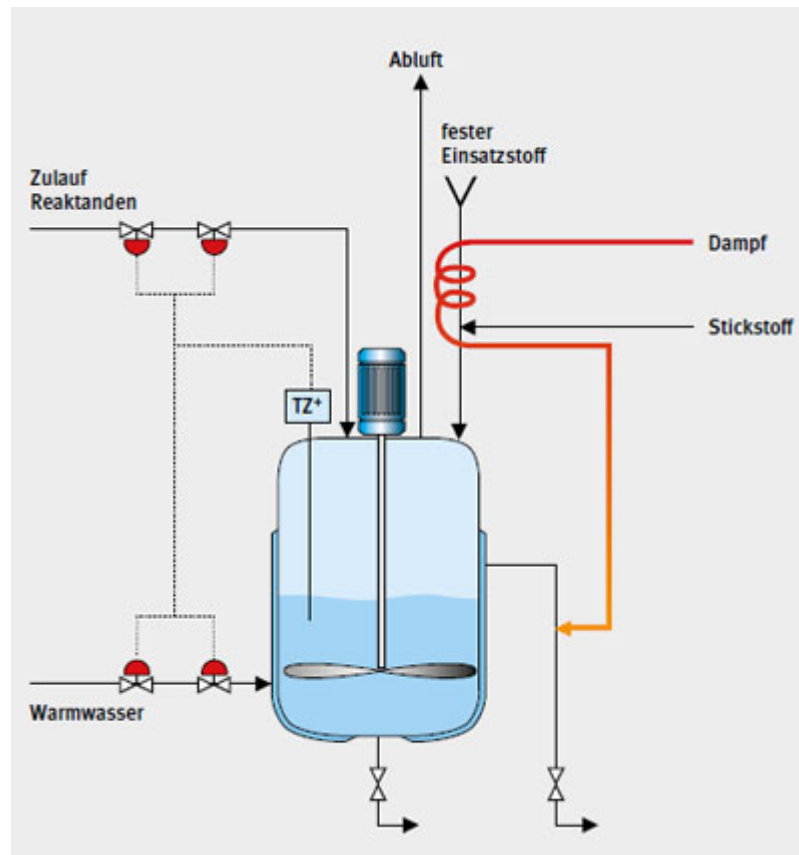 Abluft
fester
Einsatzstoff
Zulauf
Reaktanden
Dampf
Stickstoff
TZ⁺
Warmwasser